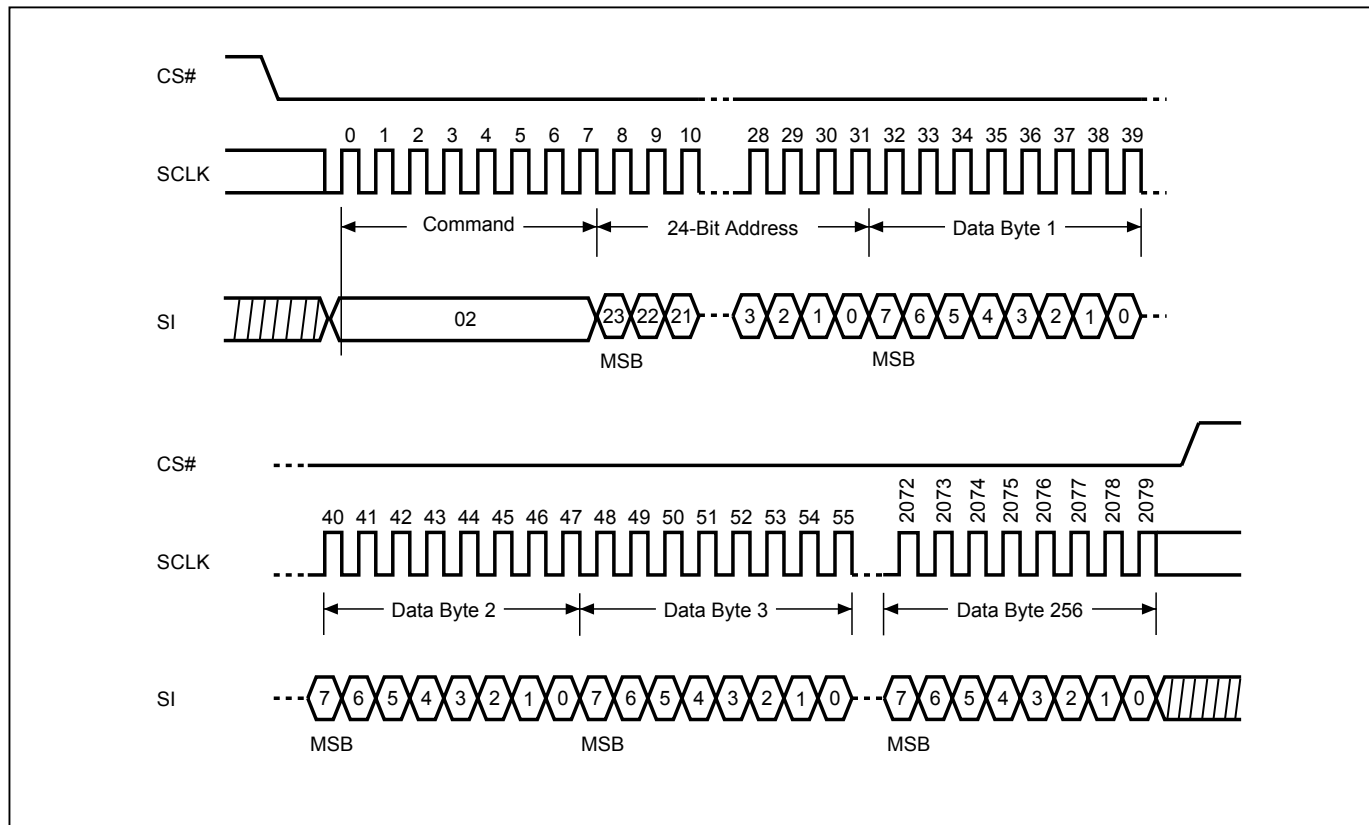 CS#
0 1 2 3 4 5 6 7 8 9 10 28 29 30 31 32 33 34 35 36 37 38 39
SCLK
Command 24-Bit Address Data Byte 1
SI 02 23 22 21 3 2 1 0 7 6 5 4 3 2 1 0
MSB MSB
CS#
40 41 42 43 44 45 46 47 48 49 50 51 52 53 54 55 2072 2073 2074 2075 2076 2077 2078 2079
SCLK
Data Byte 2 Data Byte 3 Data Byte 256
SI 7 6 5 4 3 2 1 0 7 6 5 4 3 2 1 0 7 6 5 4 3 2 1 0
MSB MSB MSB